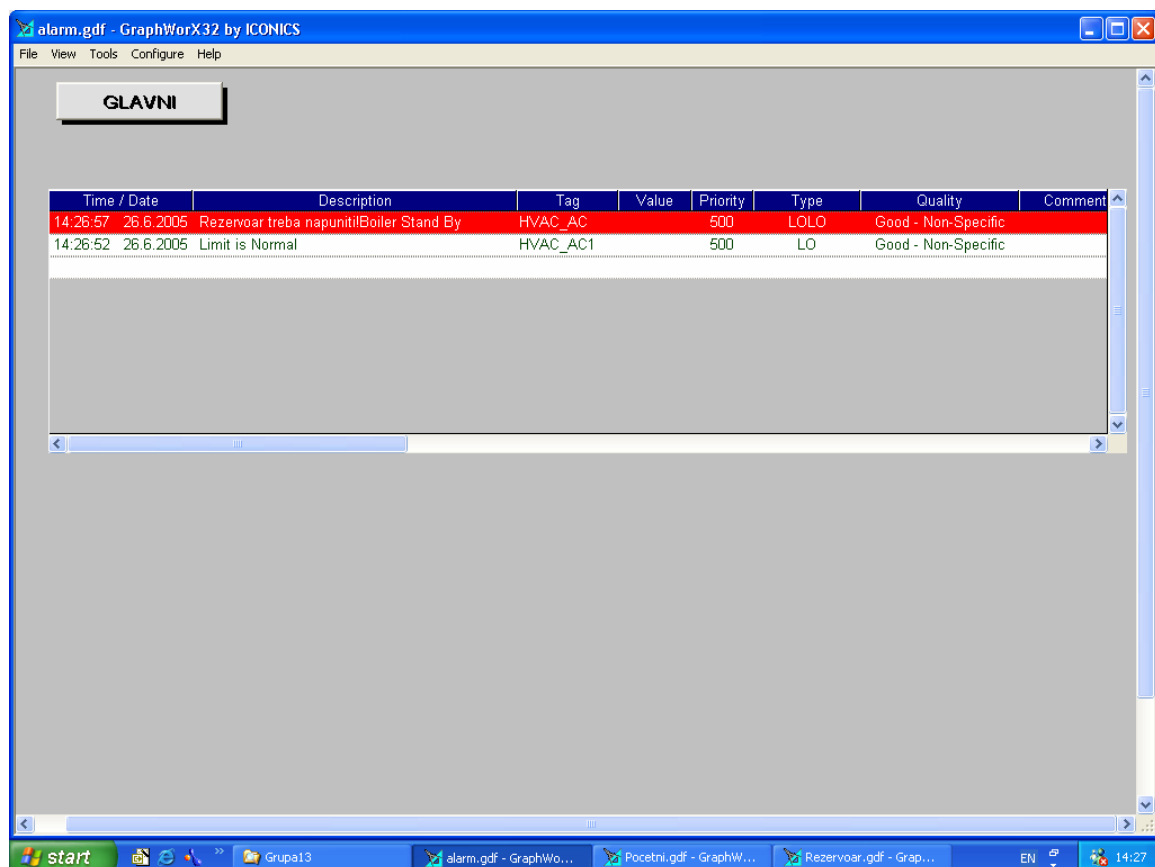 alarm.gdf - GraphWorX32 by ICONICS
File View Tools Configure Help
GLAVNI
Time / Date Description Tag Value Priority Type Quality Comment
14:26:57 26.6.2005 Rezervoar treba napuniti!Boiler Stand By HVAC_AC 500 LOLO Good - Non-Specific
14:26:52 26.6.2005 Limit is Normal HVAC_AC1 500 LO Good - Non-Specific
start » Grupa13 alarm.gdf - GraphWo... Pocetni.gdf - GraphW... Rezervoar.gdf - Grap... EN 14:27